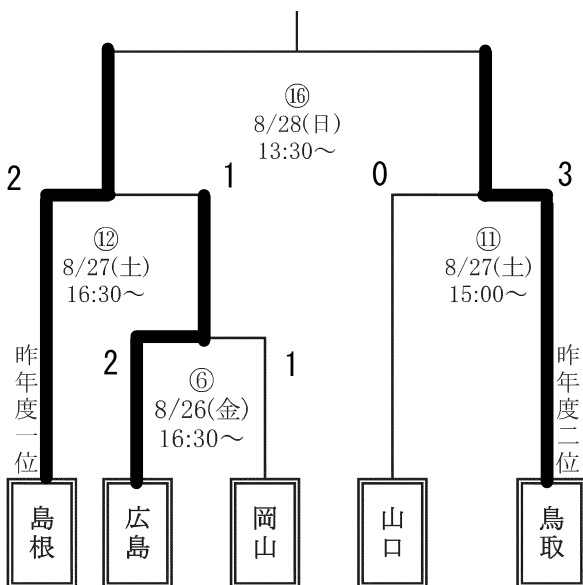 ⑯
8/28(日)
13:30～
2
1
0
3
⑫
8/27(土)
16:30～
⑪
8/27(土)
15:00～
2
1
⑥
8/26(金)
16:30～
昨年度一位
昨年度二位
島根
広島
岡山
山口
鳥取